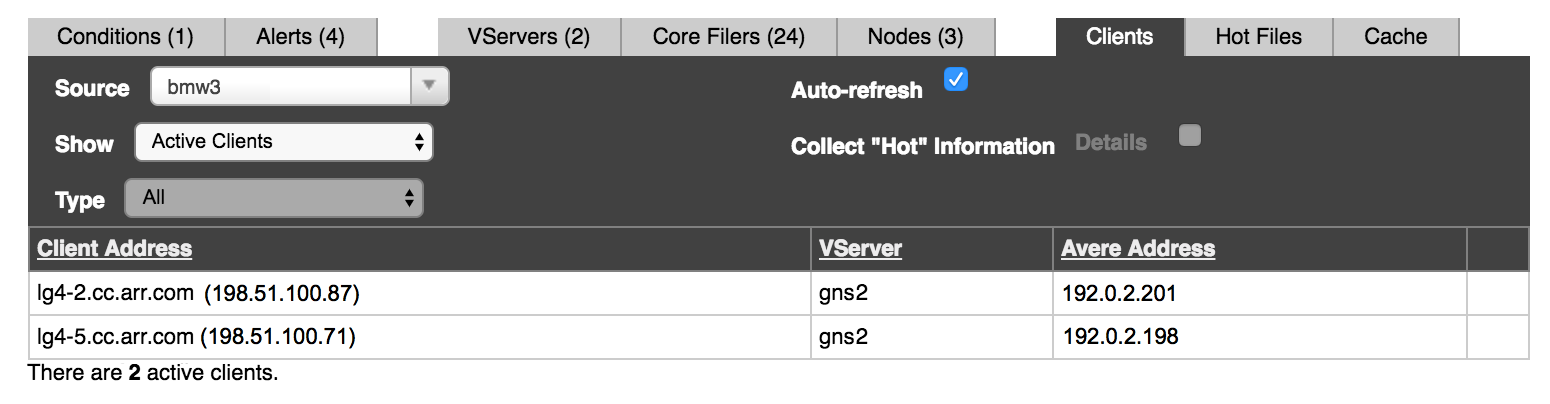 Conditions (1) Alerts (4) VServers (2) Core Filers (24) Nodes (3) Clients Hot Files Cache
Source bmw3 Auto-refresh
Show Active Clients Collect "Hot" Information Details
Type All
Client Address VServer Avere Address
lg4-2.cc.arr.com (198.51.100.87) gns2 192.0.2.201
lg4-5.cc.arr.com (198.51.100.71) gns2 192.0.2.198
There are 2 active clients.